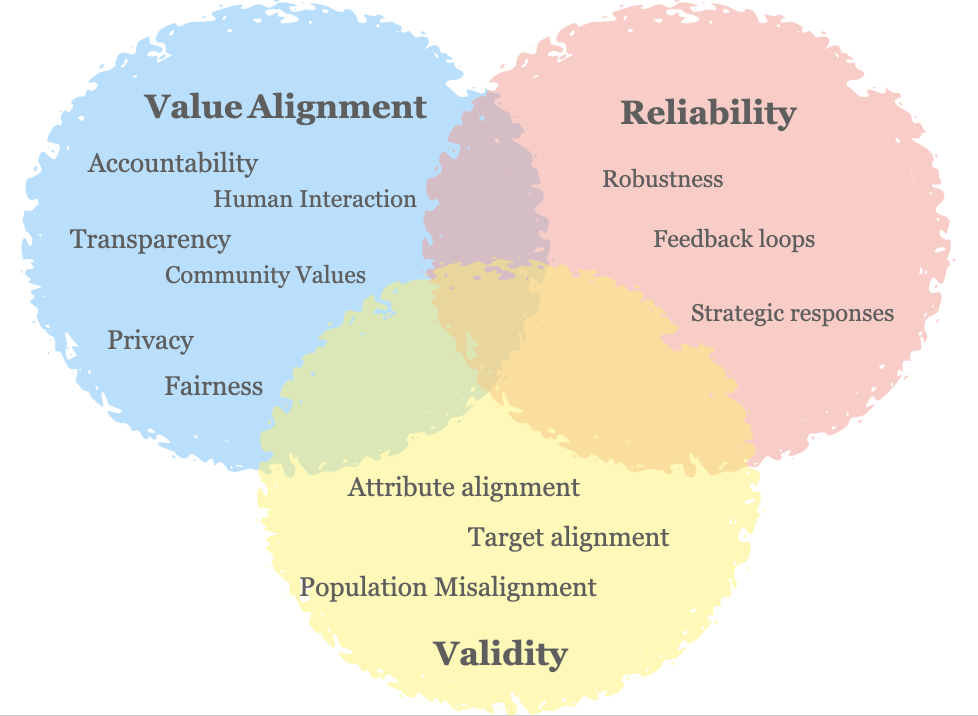 Value Alignment
Accountability
Human Interaction
Transparency
Community Values
Privacy
Fairness
Reliability
Robustness
Feedback loops
Strategic responses
Attribute alignment
Target alignment
Population Misalignment
Validity